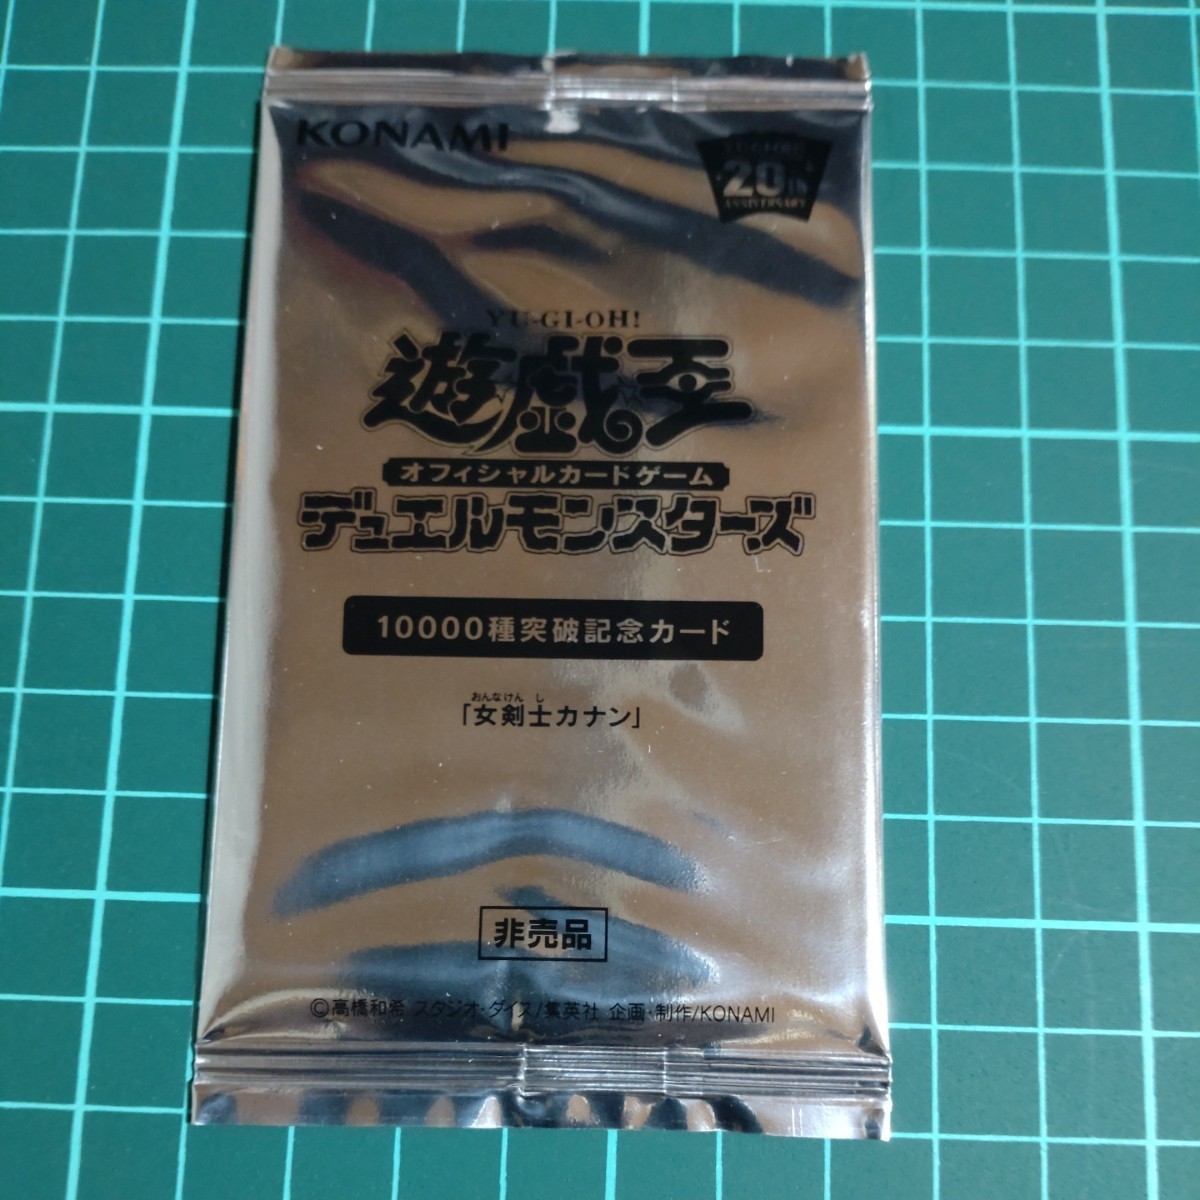 KONAMI
YU-GI-OH!
20th
ANNIVERSARY
YU-GI-OH!
遊戯王
オフィシャルカードゲーム
デュエルモンスターズ
10000種突破記念カード
おんなけん し
「女剣士カナン」
非売品
©高橋和希 スタジオ・ダイス/集英社 企画・制作/KONAMI